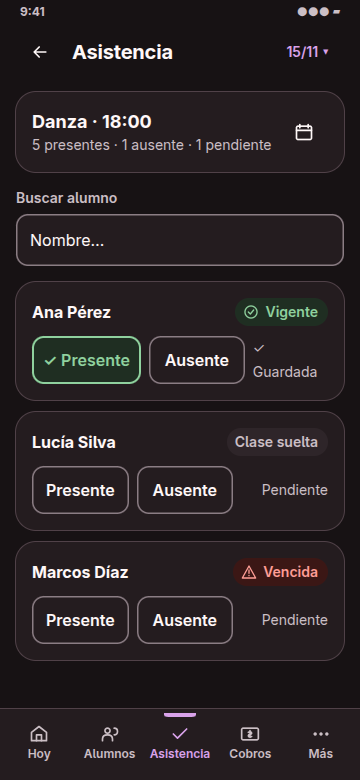 9:41
Asistencia
15/11 ▾
Danza · 18:00
5 presentes · 1 ausente · 1 pendiente
Buscar alumno
Nombre...
Ana Pérez
Vigente
Presente
Ausente
Guardada
Lucía Silva
Clase suelta
Presente
Ausente
Pendiente
Marcos Díaz
Vencida
Presente
Ausente
Pendiente
Hoy
Alumnos
Asistencia
Cobros
Más